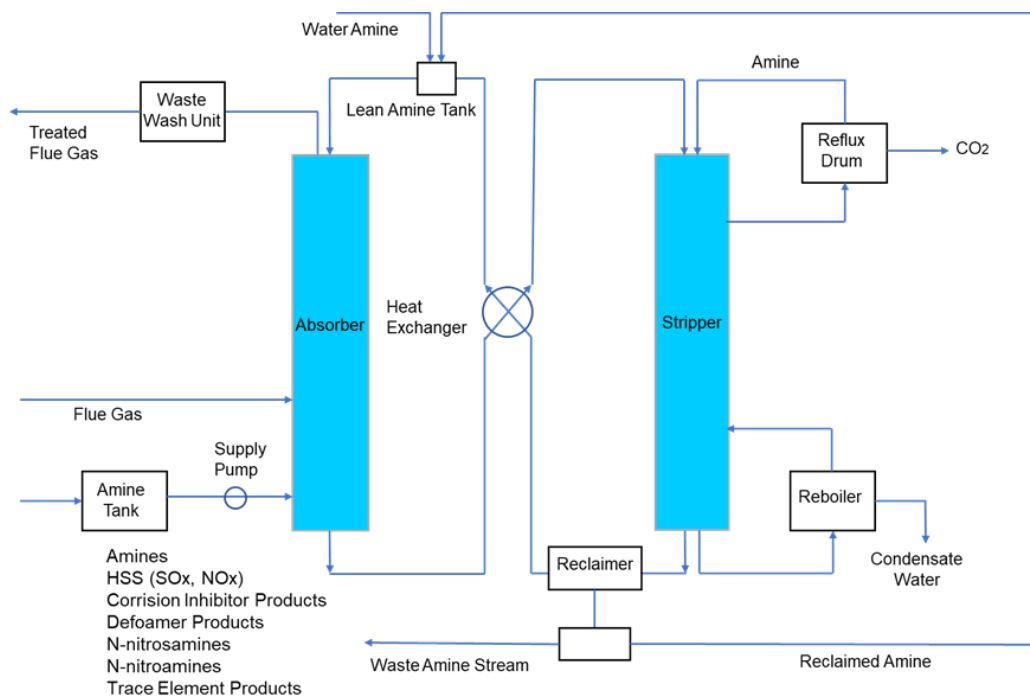 Water Amine
Lean Amine Tank
Amine
Waste
Wash Unit
Treated
Flue Gas
Reflux
Drum
CO2
Absorber
Heat
Exchanger
Stripper
Flue Gas
Supply
Pump
Amine
Tank
Reboiler
Condensate
Water
Reclaimer
Amines
HSS (SOx, NOx)
Corrision Inhibitor Products
Defoamer Products
N-nitrosamines
N-nitroamines
Trace Element Products
Waste Amine Stream
Reclaimed Amine